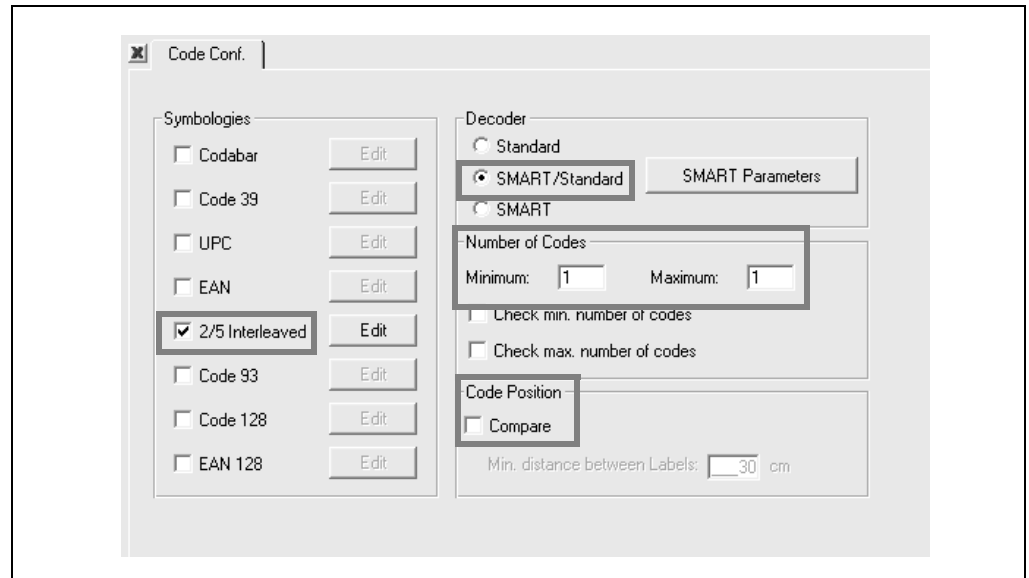 Code Conf.
Symbologies
Codabar Edit
Code 39 Edit
UPC Edit
EAN Edit
2/5 Interleaved Edit
Code 93 Edit
Code 128 Edit
EAN 128 Edit
Decoder
Standard
SMART/Standard SMART Parameters
SMART
Number of Codes
Minimum: 1 Maximum: 1
Check min. number of codes
Check max. number of codes
Code Position
Compare
Min. distance between Labels: ___30 cm